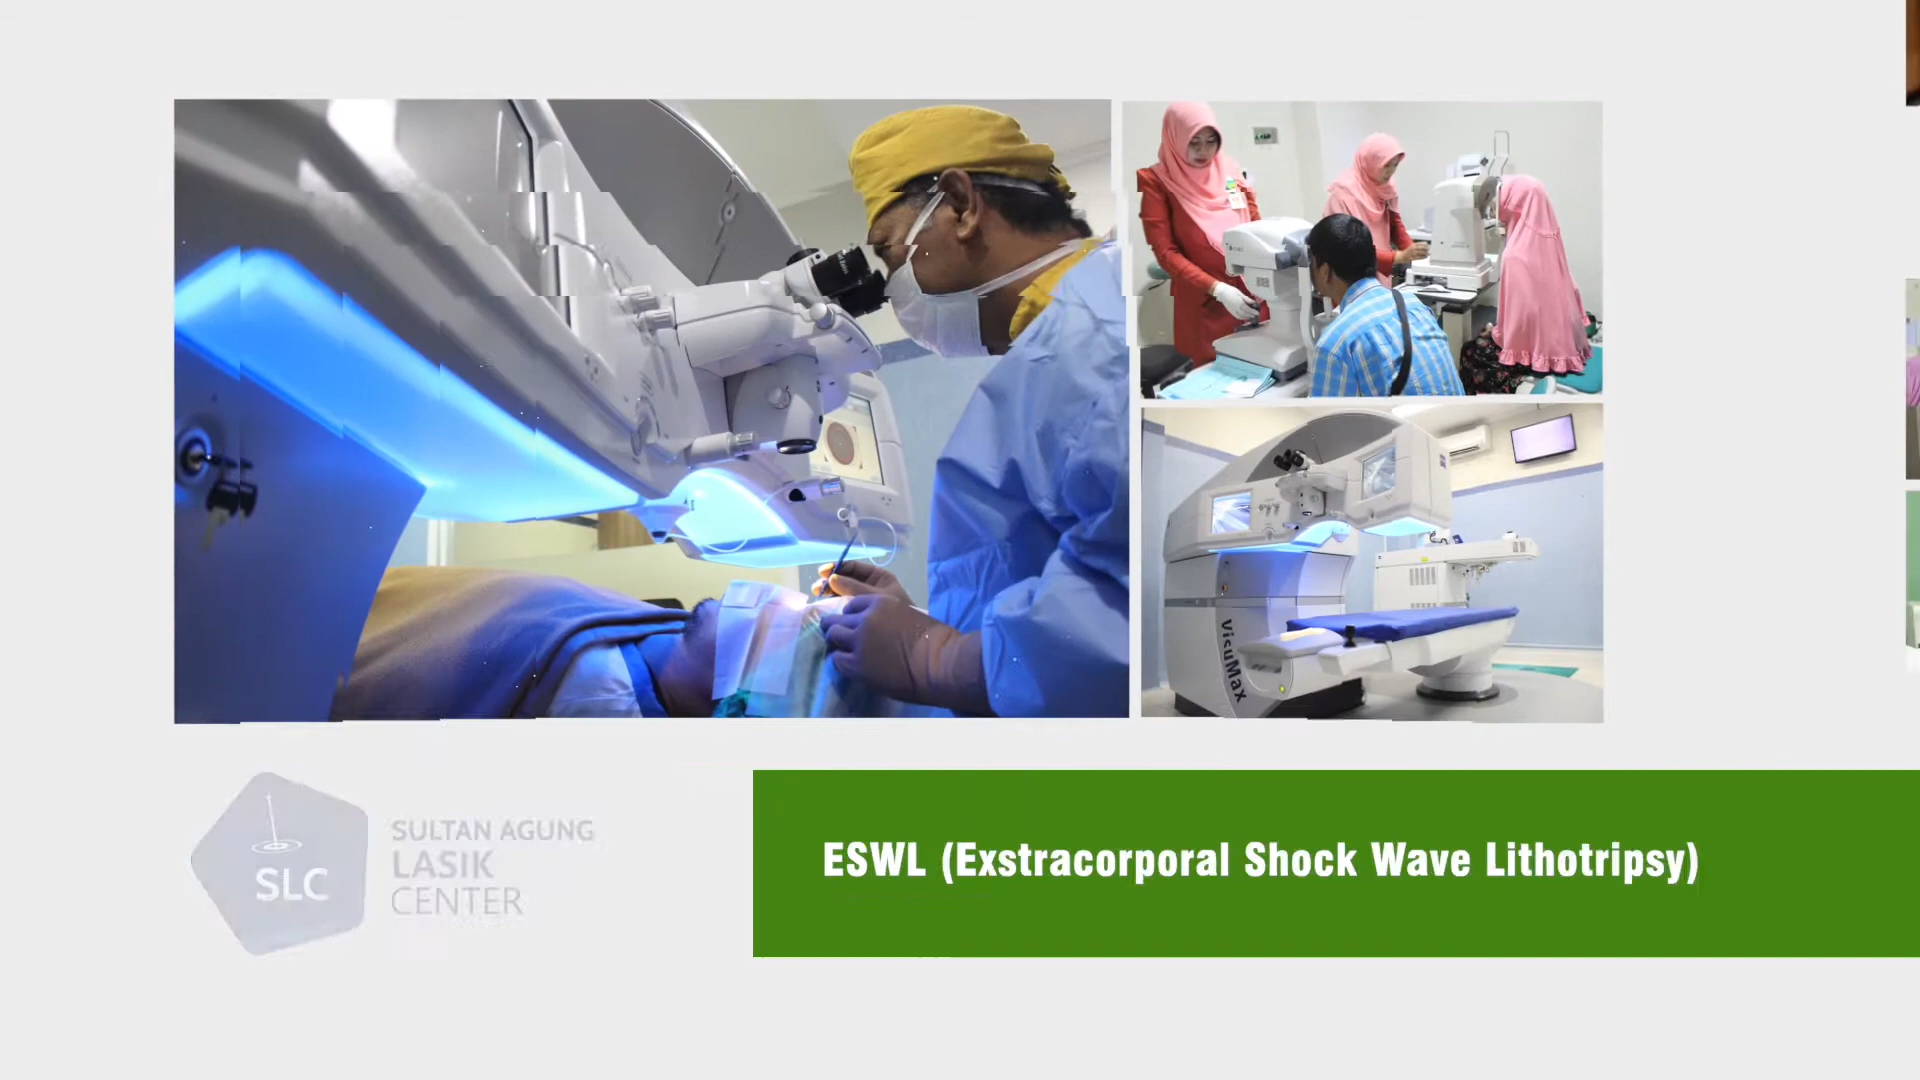 VisuMax
SLC
SULTAN AGUNG
LASIK
CENTER
ESWL (Exstracorporal Shock Wave Lithotripsy)